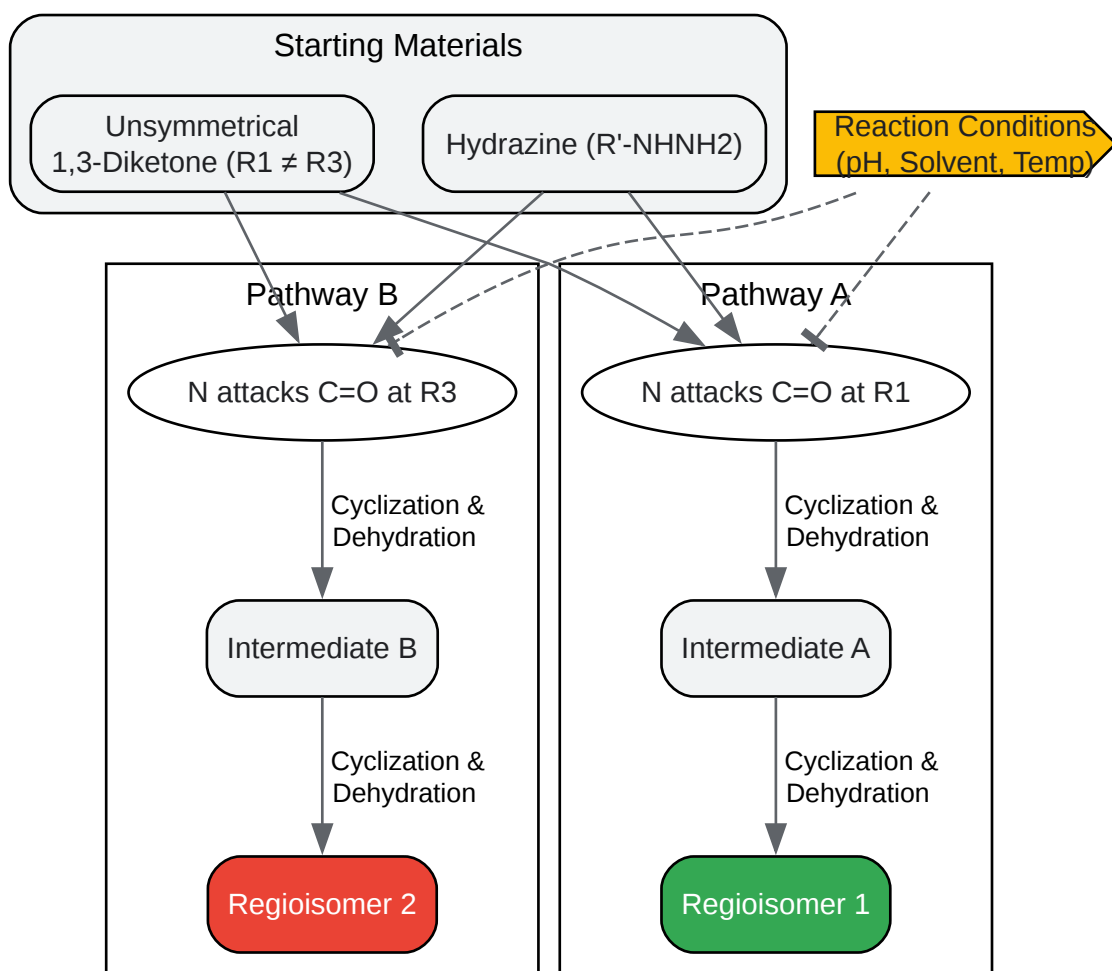 Starting Materials
Unsymmetrical
1,3-Diketone (R1 ≠ R3)
Hydrazine (R'-NHNH2)
Reaction Conditions
(pH, Solvent, Temp)
Pathway B
Pathway A
N attacks C=O at R3
N attacks C=O at R1
Cyclization &
Dehydration
Cyclization &
Dehydration
Intermediate B
Intermediate A
Cyclization &
Dehydration
Cyclization &
Dehydration
Regioisomer 2
Regioisomer 1